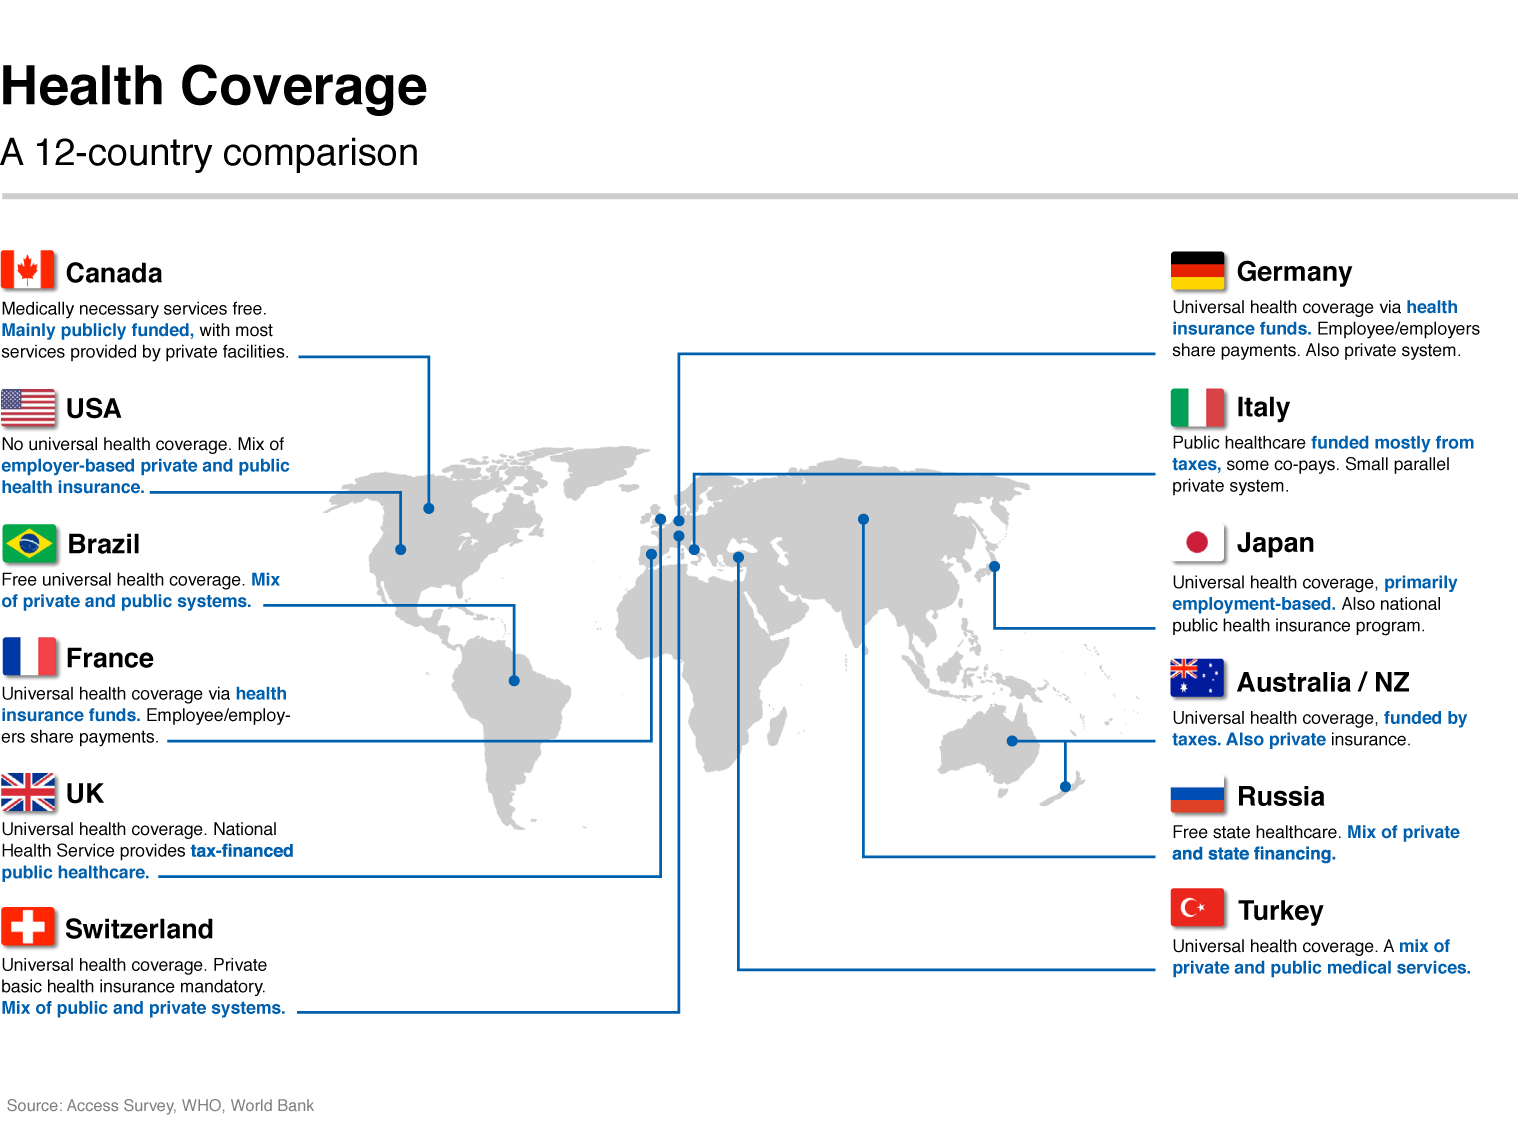 Health Coverage
A 12-country comparison
Canada
Medically necessary services free.
Mainly publicly funded, with most
services provided by private facilities.
USA
No universal health coverage. Mix of
employer-based private and public
health insurance.
Brazil
Free universal health coverage. Mix
of private and public systems.
France
Universal health coverage via health
insurance funds. Employee/employ-
ers share payments.
UK
Universal health coverage. National
Health Service provides tax-financed
public healthcare.
Switzerland
Universal health coverage. Private
basic health insurance mandatory.
Mix of public and private systems.
Germany
Universal health coverage via health
insurance funds. Employee/employers
share payments. Also private system.
Italy
Public healthcare funded mostly from
taxes, some co-pays. Small parallel
private system.
Japan
Universal health coverage, primarily
employment-based. Also national
public health insurance program.
Australia / NZ
Universal health coverage, funded by
taxes. Also private insurance.
Russia
Free state healthcare. Mix of private
and state financing.
Turkey
Universal health coverage. A mix of
private and public medical services.
Source: Access Survey, WHO, World Bank